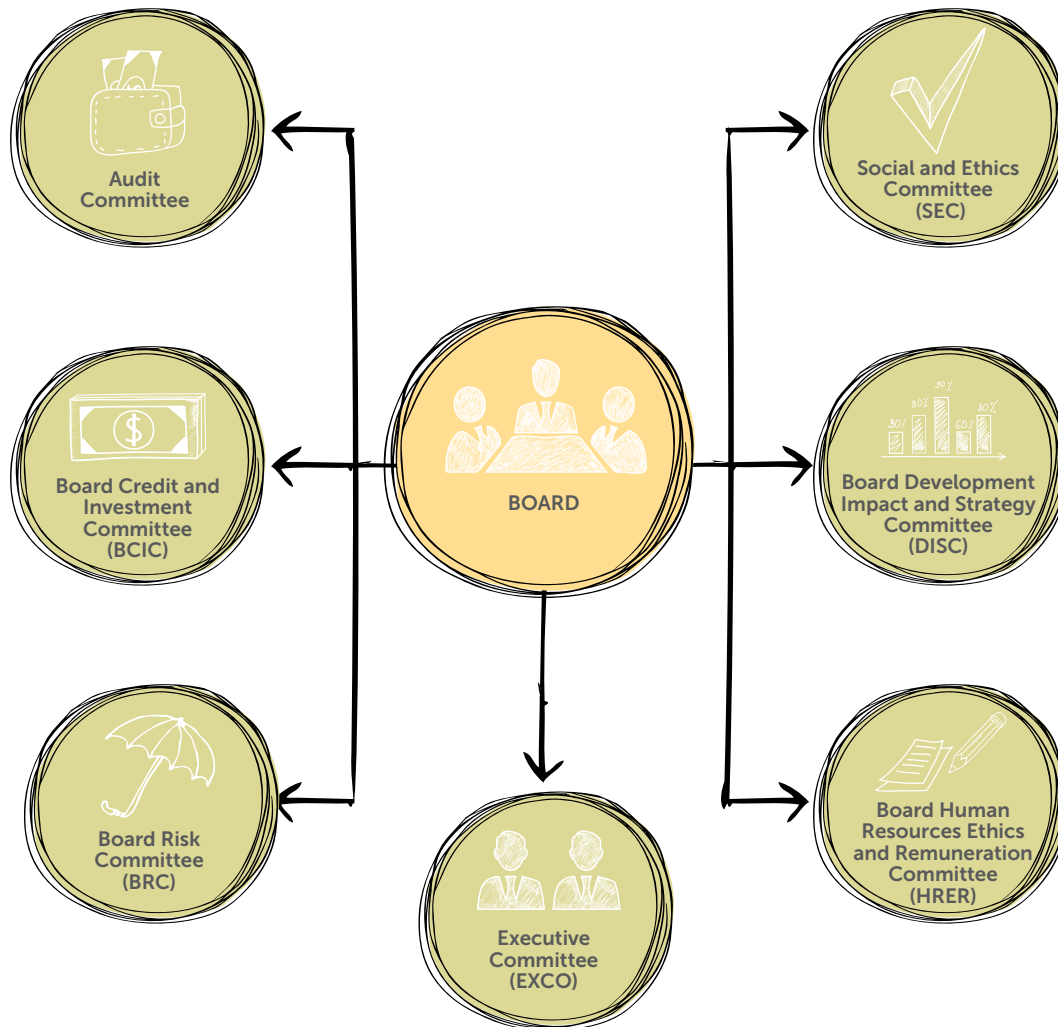 Audit
Committee
Social and Ethics
Committee
(SEC)
Board Credit and
Investment
Committee
(BCIC)
BOARD
30%
80%
90%
60%
80%
Board Development
Impact and Strategy
Committee
(DISC)
Board Risk
Committee
(BRC)
Executive
Committee
(EXCO)
Board Human
Resources Ethics
and Remuneration
Committee
(HRER)
$